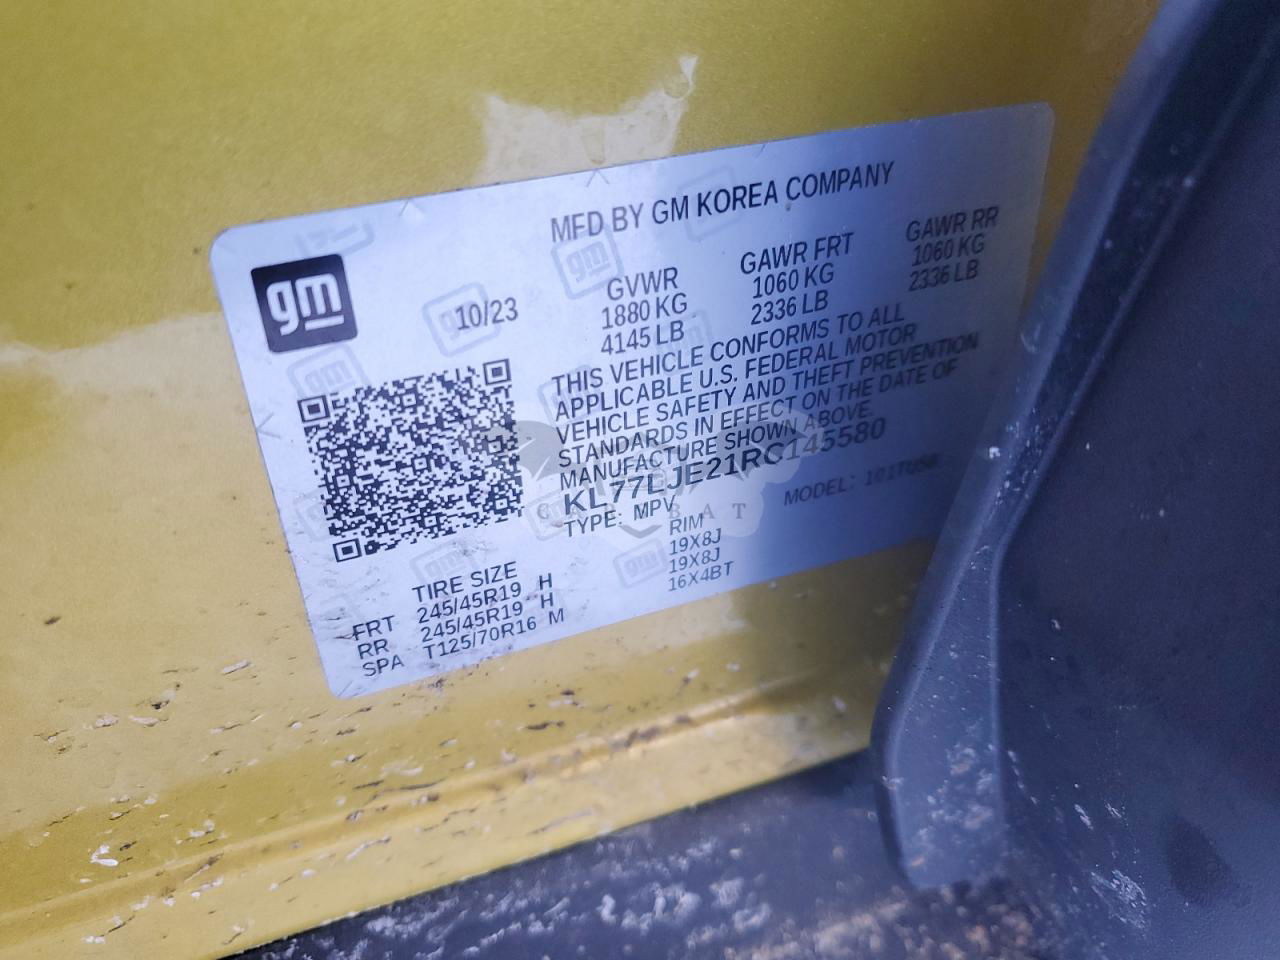 MFD BY GM KOREA COMPANY
gm
10/23
GVWR GAWR FRT GAWR RR
1880 KG 1060 KG 1060 KG
4145 LB 2336 LB 2336 LB
THIS VEHICLE CONFORMS TO ALL
APPLICABLE U.S. FEDERAL MOTOR
VEHICLE SAFETY AND THEFT PREVENTION
STANDARDS IN EFFECT ON THE DATE OF
MANUFACTURE SHOWN ABOVE.
KL77LJE21RC145580
TYPE: MPV MODEL:
TIRE SIZE RIM
FRT 245/45R19 H 19X8J
RR 245/45R19 H 19X8J
SPA T125/70R16 M 16X4BT